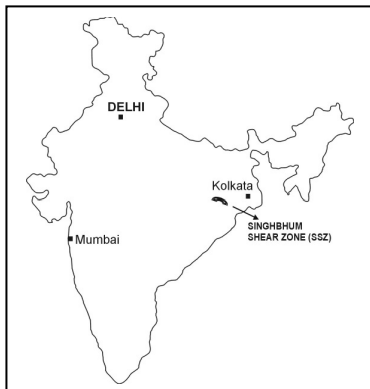 DELHI
Kolkata
SINGHBHUM
SHEAR ZONE (SSZ)
Mumbai